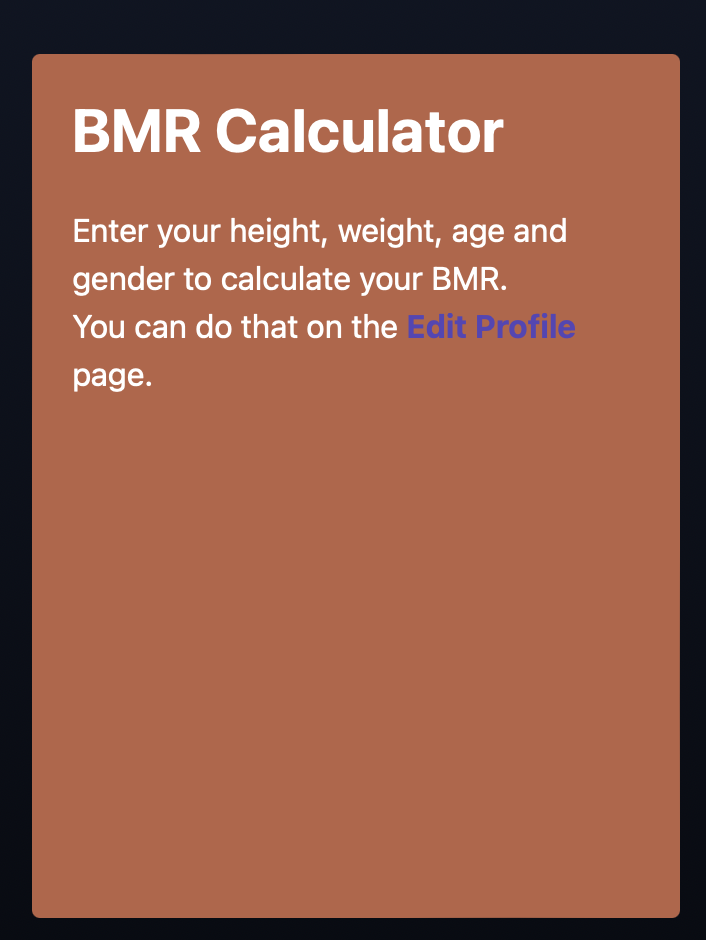 BMR Calculator
Enter your height, weight, age and
gender to calculate your BMR.
You can do that on the Edit Profile
page.